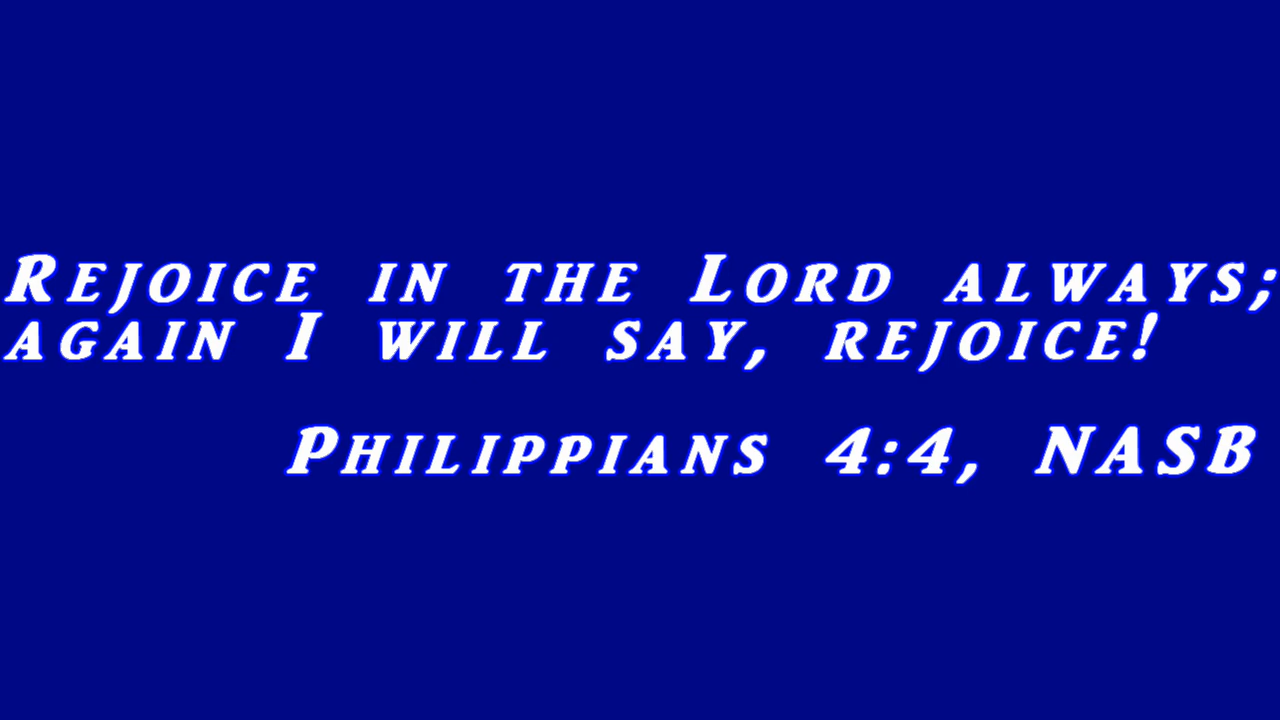 Rejoice in the Lord always;
again I will say, rejoice!
Philippians 4:4, NASB